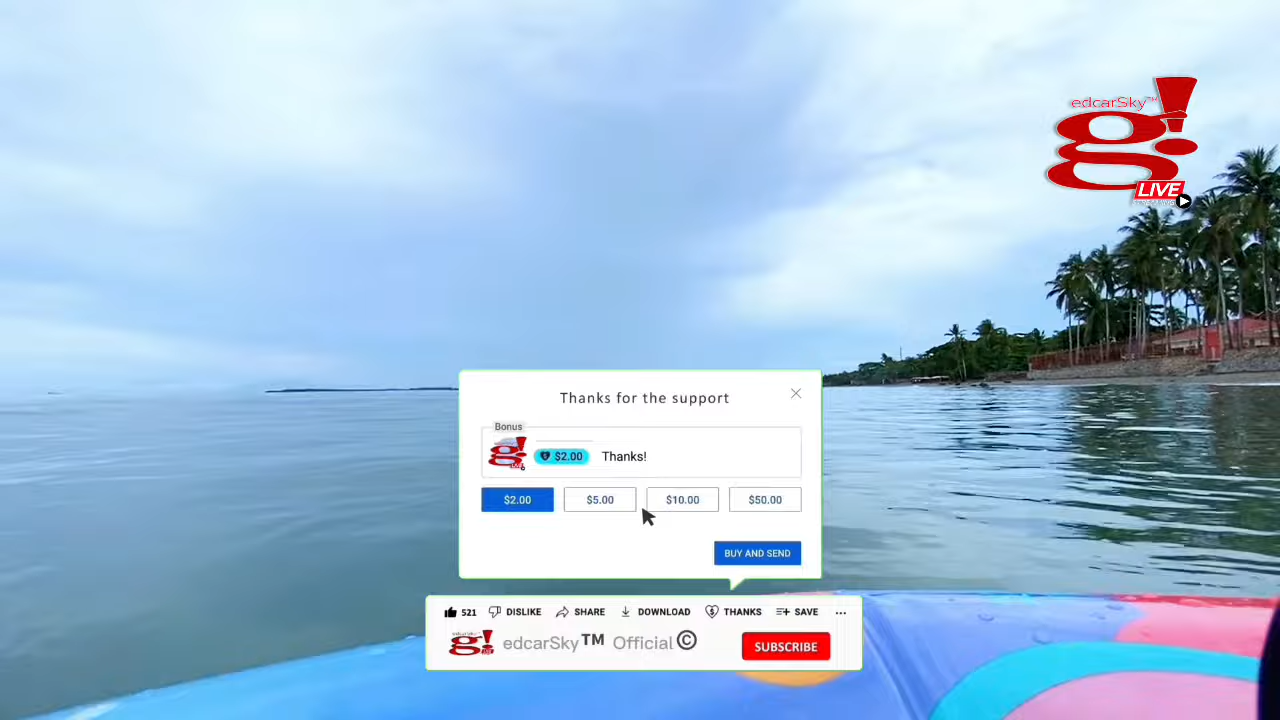 edcarSky™
g!
LIVE
Thanks for the support
Bonus
g!
$2.00 Thanks!
$2.00 $5.00 $10.00 $50.00
BUY AND SEND
521 DISLIKE SHARE DOWNLOAD THANKS SAVE ...
g! edcarSky™ Official © SUBSCRIBE